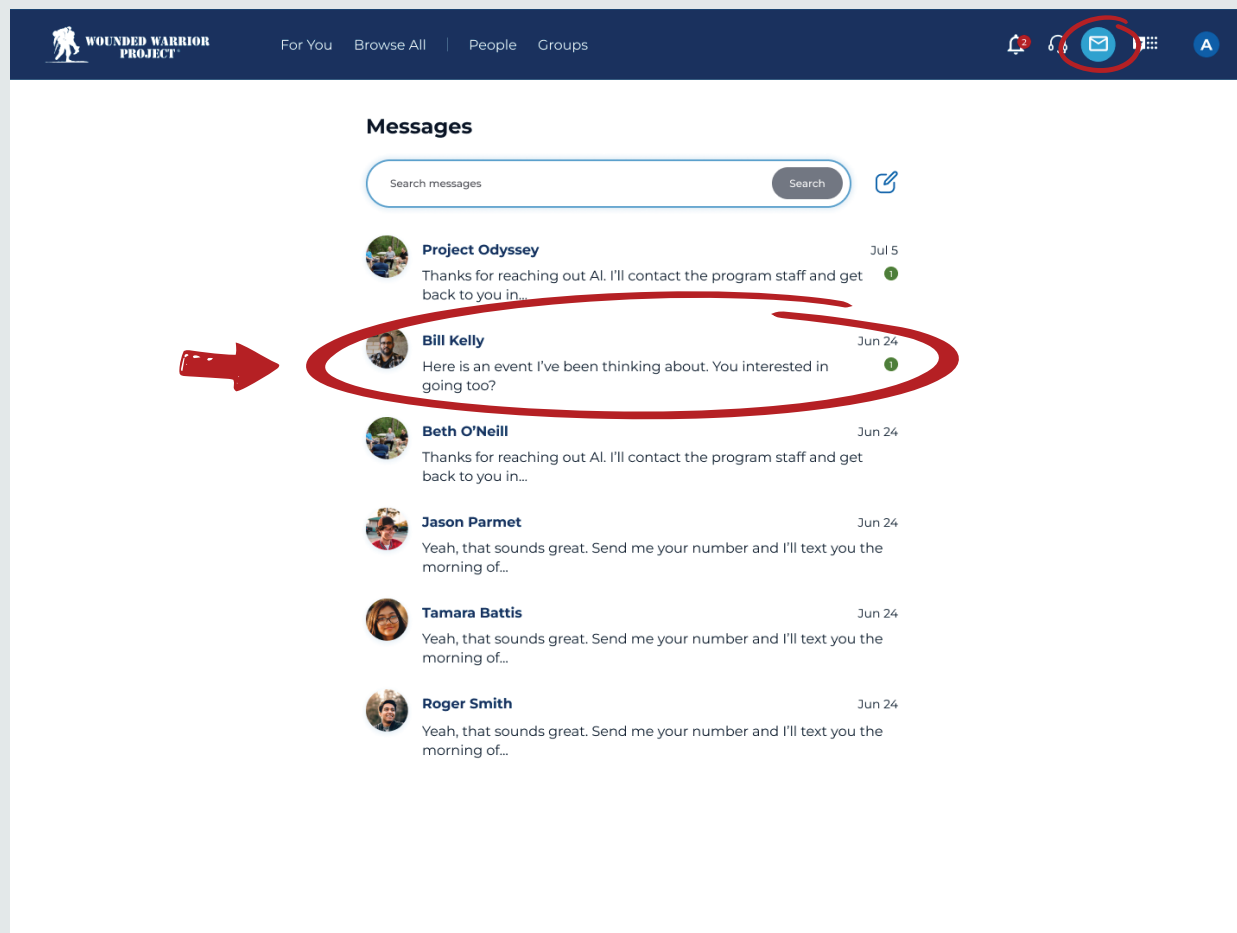 WOUNDED WARRIOR
PROJECT
For You Browse All People Groups
2
A
Messages
Search messages Search
Project Odyssey Jul 5
Thanks for reaching out Al. I'll contact the program staff and get 1
back to you in...
Bill Kelly Jun 24
Here is an event I've been thinking about. You interested in 1
going too?
Beth O'Neill Jun 24
Thanks for reaching out Al. I'll contact the program staff and get
back to you in...
Jason Parmet Jun 24
Yeah, that sounds great. Send me your number and I'll text you the
morning of...
Tamara Battis Jun 24
Yeah, that sounds great. Send me your number and I'll text you the
morning of...
Roger Smith Jun 24
Yeah, that sounds great. Send me your number and I'll text you the
morning of...